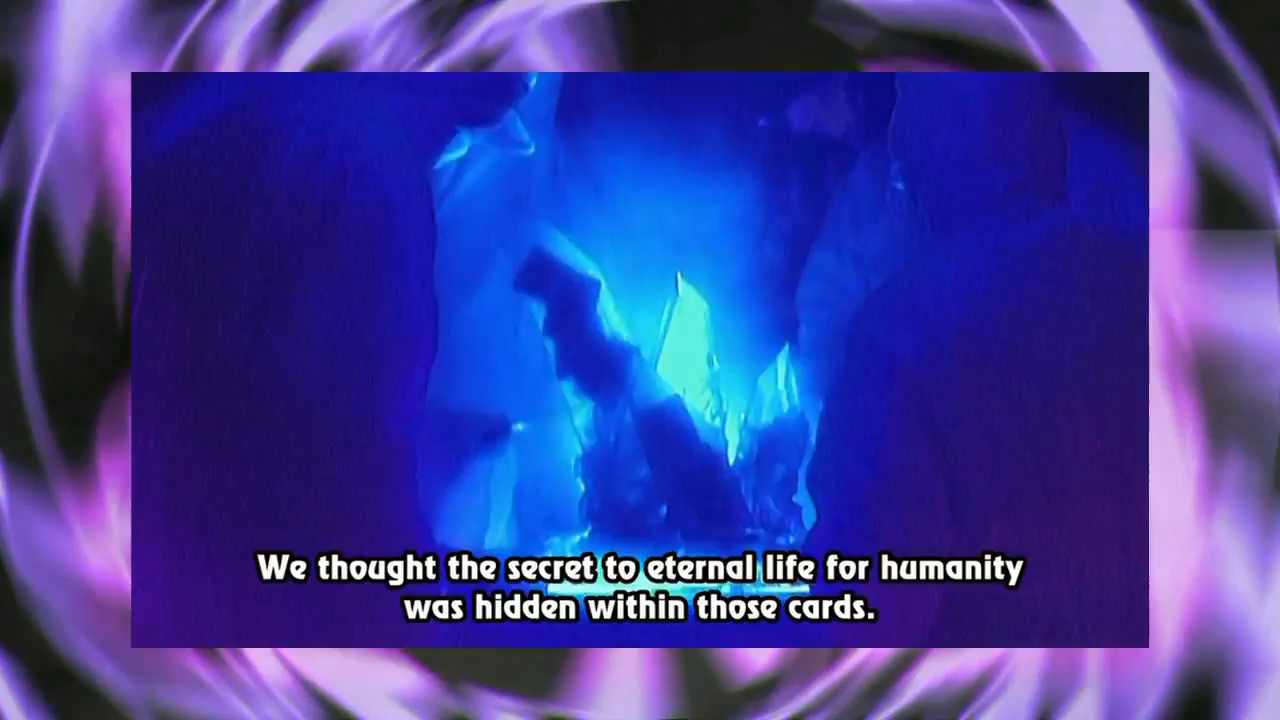 We thought the secret to eternal life for humanity
was hidden within those cards.